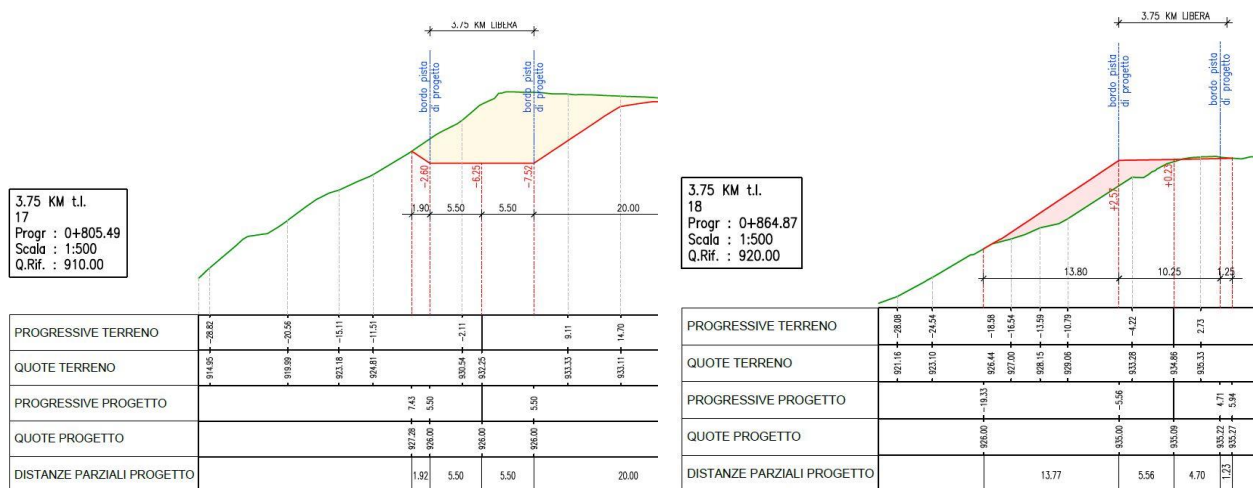 3.75 KM LIBERA
bordo pista
di progetto
bordo pista
di progetto
-2.60
-6.25
-7.52
3.75 KM t.l.
17
Progr : 0+805.49
Scala : 1:500
Q.Rif. : 910.00
1.90 5.50 5.50 20.00
PROGRESSIVE TERRENO -28.82 -20.56 -15.11 -11.51 -2.11 9.11 14.70
QUOTE TERRENO 914.95 919.99 923.18 924.81 930.54 932.25 933.33 933.11
PROGRESSIVE PROGETTO 7.43 5.50 5.50
QUOTE PROGETTO 927.28 926.00 926.00 926.00
DISTANZE PARZIALI PROGETTO 1.92 5.50 5.50 20.00
3.75 KM LIBERA
bordo pista
di progetto
bordo pista
di progetto
+2.57
+0.23
3.75 KM t.l.
18
Progr : 0+864.87
Scala : 1:500
Q.Rif. : 920.00
13.80 10.25 1.25
PROGRESSIVE TERRENO -28.08 -24.54 -18.58 -16.54 -13.59 -10.79 -4.22 2.73
QUOTE TERRENO 921.16 923.10 926.44 927.00 928.15 929.06 933.28 934.86 935.33
PROGRESSIVE PROGETTO -19.33 -5.56 4.71 5.94
QUOTE PROGETTO 926.00 935.00 935.09 935.22 935.27
DISTANZE PARZIALI PROGETTO 13.77 5.56 4.70 1.23